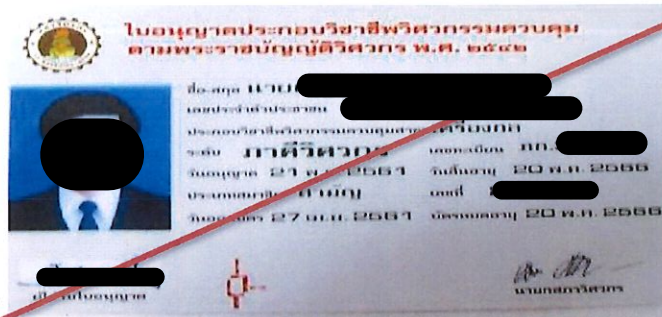 ใบอนุญาตประกอบวิชาชีพวิศวกรรมควบคุม
ตามพระราชบัญญัติวิศวกร พ.ศ. ๒๕๔๒
ชื่อ-สกุล นาย
เลขประจำตัวประชาชน
ประกอบวิชาชีพวิศวกรรมควบคุมสาขา เครื่องกล
ระดับ ภาคีวิศวกร เลขทะเบียน ภก.
วันอนุญาต 21 พ.ค. 2561 วันสิ้นอายุ 20 พ.ค. 2566
ประเภทสมาชิก สามัญ เลขที่
27 เม.ย. 2561 บัตรหมดอายุ 20 พ.ค. 2566
ผู้รับใบอนุญาต
นายกสภาวิศวกร